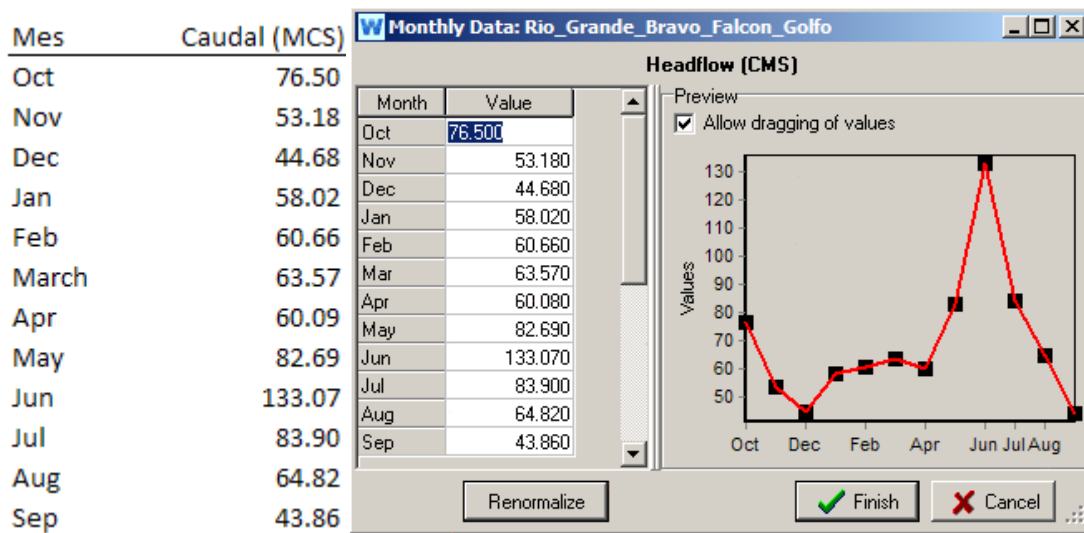 Mes Caudal (MCS)
Oct 76.50
Nov 53.18
Dec 44.68
Jan 58.02
Feb 60.66
March 63.57
Apr 60.09
May 82.69
Jun 133.07
Jul 83.90
Aug 64.82
Sep 43.86
W Monthly Data: Rio_Grande_Bravo_Falcon_Golfo
Headflow (CMS)
Month Value
Oct 76.500
Nov 53.180
Dec 44.680
Jan 58.020
Feb 60.660
Mar 63.570
Apr 60.080
May 82.690
Jun 133.070
Jul 83.900
Aug 64.820
Sep 43.860
Preview
Allow dragging of values
Values
130
120
110
100
90
80
70
60
50
Oct Dec Feb Apr Jun Jul Aug
Renormalize Finish Cancel